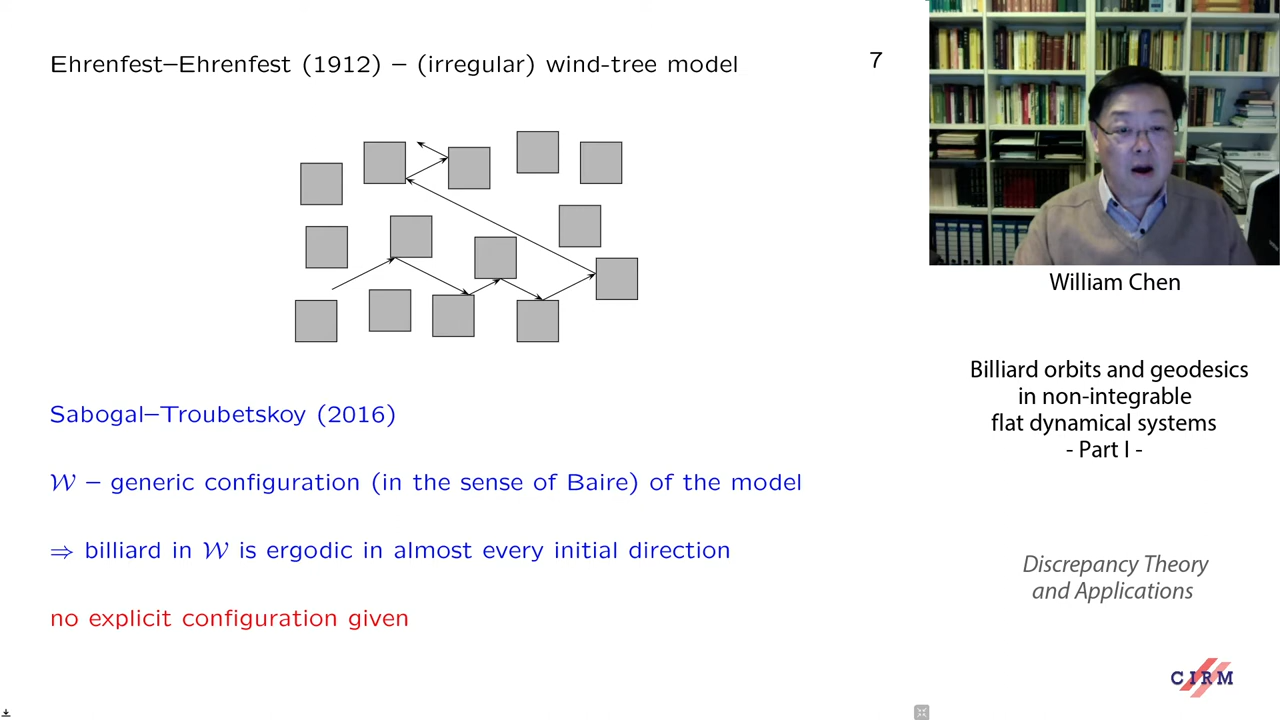 Ehrenfest–Ehrenfest (1912) – (irregular) wind-tree model
7
Sabogal–Troubetskoy (2016)
𝒲 – generic configuration (in the sense of Baire) of the model
⇒ billiard in 𝒲 is ergodic in almost every initial direction
no explicit configuration given
William Chen
Billiard orbits and geodesics
in non-integrable
flat dynamical systems
- Part I -
Discrepancy Theory
and Applications
CIRM